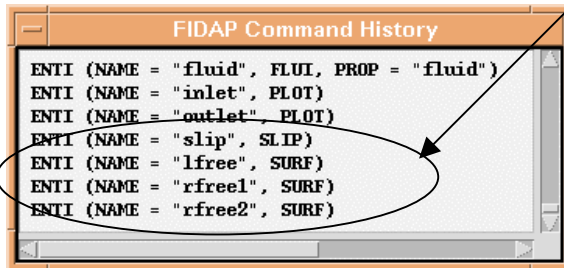 FIDAP Command History
ENTI (NAME = "fluid", FLUI, PROP = "fluid")
ENTI (NAME = "inlet", PLOT)
ENTI (NAME = "outlet", PLOT)
ENTI (NAME = "slip", SLIP)
ENTI (NAME = "lfree", SURF)
ENTI (NAME = "rfree1", SURF)
ENTI (NAME = "rfree2", SURF)